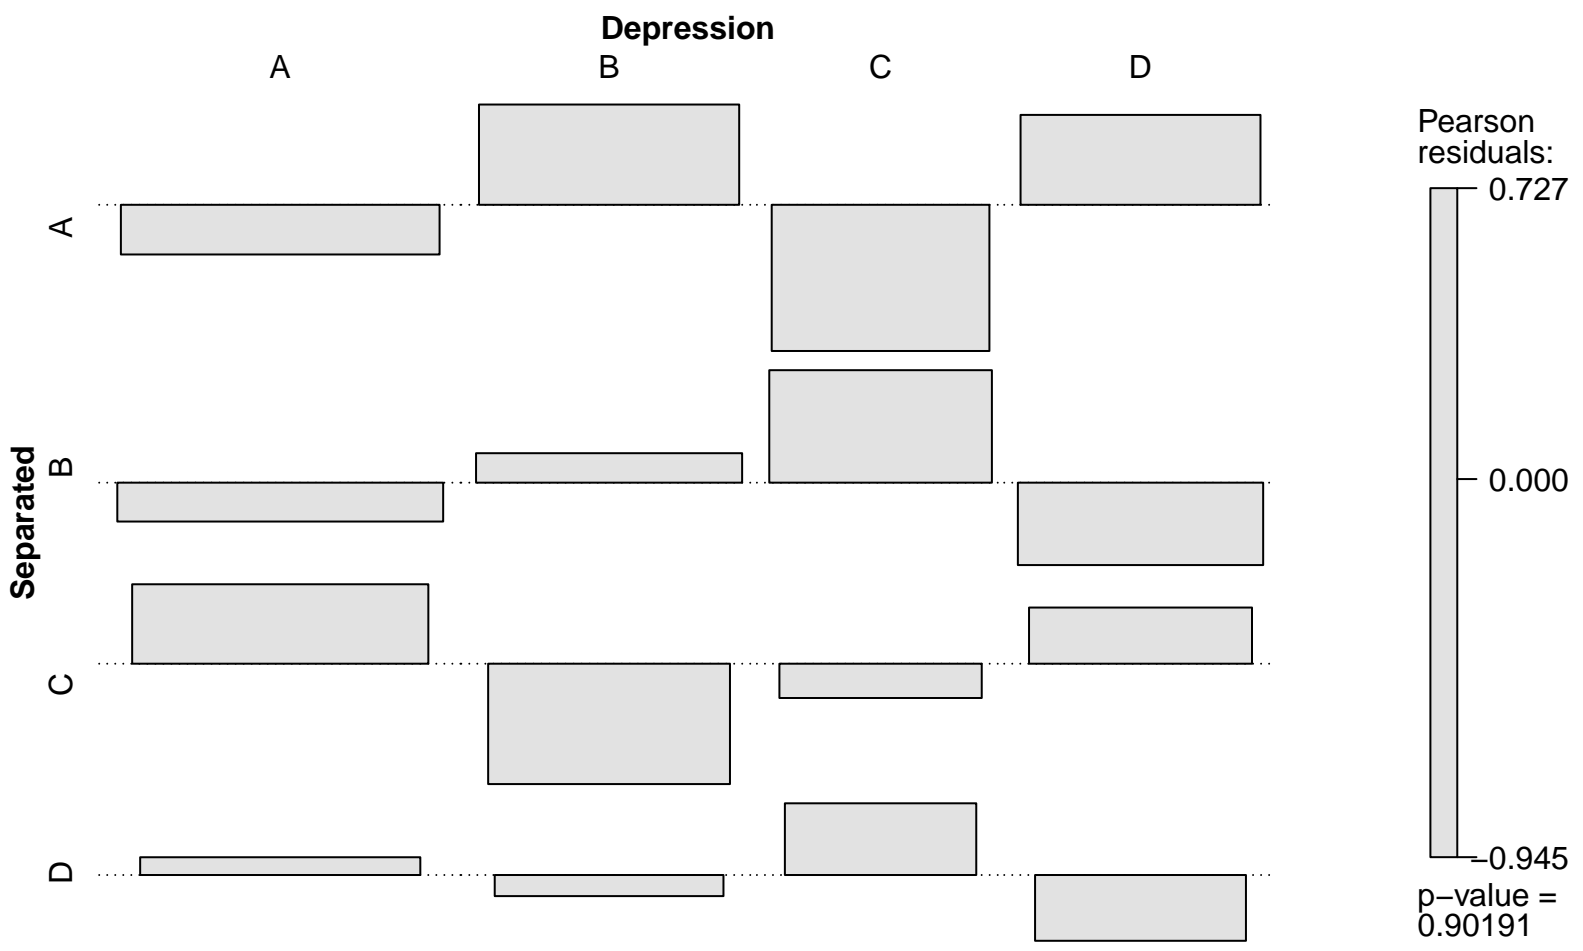 Depression
A B C D
Separated
A
B
C
D
Pearson
residuals:
0.727
0.000
−0.945
p−value =
0.90191